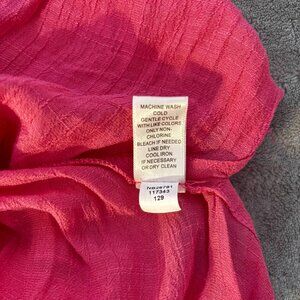 MACHINE WASH
COLD
GENTLE CYCLE
WITH LIKE COLORS
ONLY NON-
CHLORINE
BLEACH IF NEEDED
LINE DRY
COOL IRON
IF NECESSARY
OR DRY CLEAN
117343
129